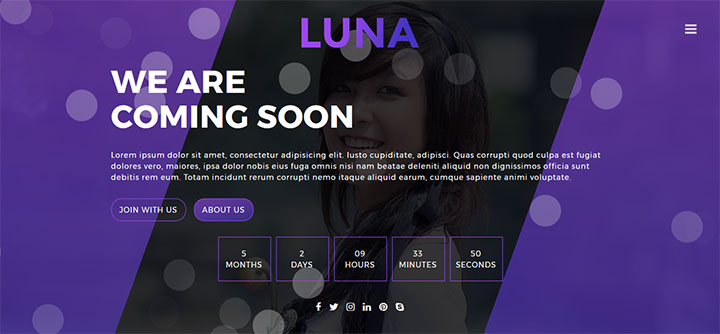 LUNA
WE ARE
COMING SOON
Lorem ipsum dolor sit amet, consectetur adipisicing elit. Iusto cupiditate, adipisci. Quas corrupti quod culpa est fugiat
dolores vero, maiores, ipsa dolor nobis eius fuga omnis nisi nam beatae deleniti aliquid non dignissimos officia sunt
debitis rem eum. Totam incidunt rerum corrupti nemo itaque aliquid earum, cumque sapiente animi voluptate.
JOIN WITH US ABOUT US
5 2 09 33 50
MONTHS DAYS HOURS MINUTES SECONDS